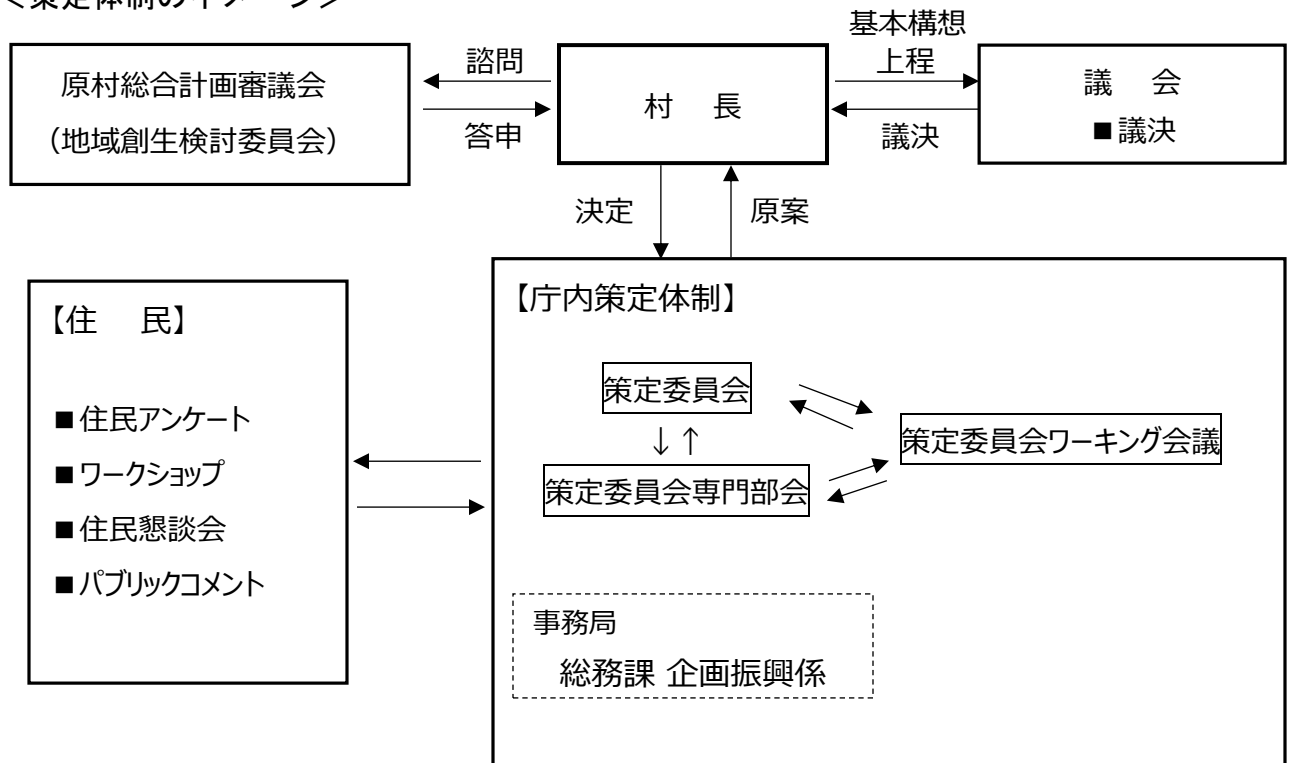 <策定体制のイメージ>
基本構想
諮問
上程
原村総合計画審議会
(地域創生検討委員会)
村 長
議 会
■議決
答申
議決
決定
原案
【住 民】
■住民アンケート
■ワークショップ
■住民懇談会
■パブリックコメント
【庁内策定体制】
策定委員会
↓↑
策定委員会ワーキング会議
策定委員会専門部会
事務局
総務課 企画振興係